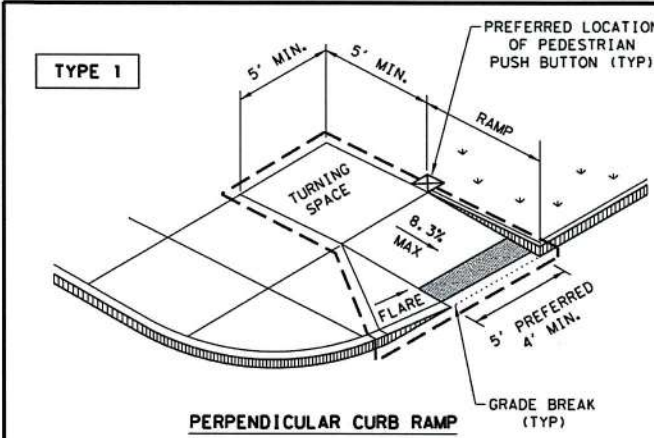 PREFERRED LOCATION
OF PEDESTRIAN
PUSH BUTTON (TYP)
TYPE 1
5' MIN.
5' MIN.
RAMP
TURNING
SPACE
8.3%
MAX
FLARE
5' PREFERRED
4' MIN.
GRADE BREAK
(TYP)
PERPENDICULAR CURB RAMP